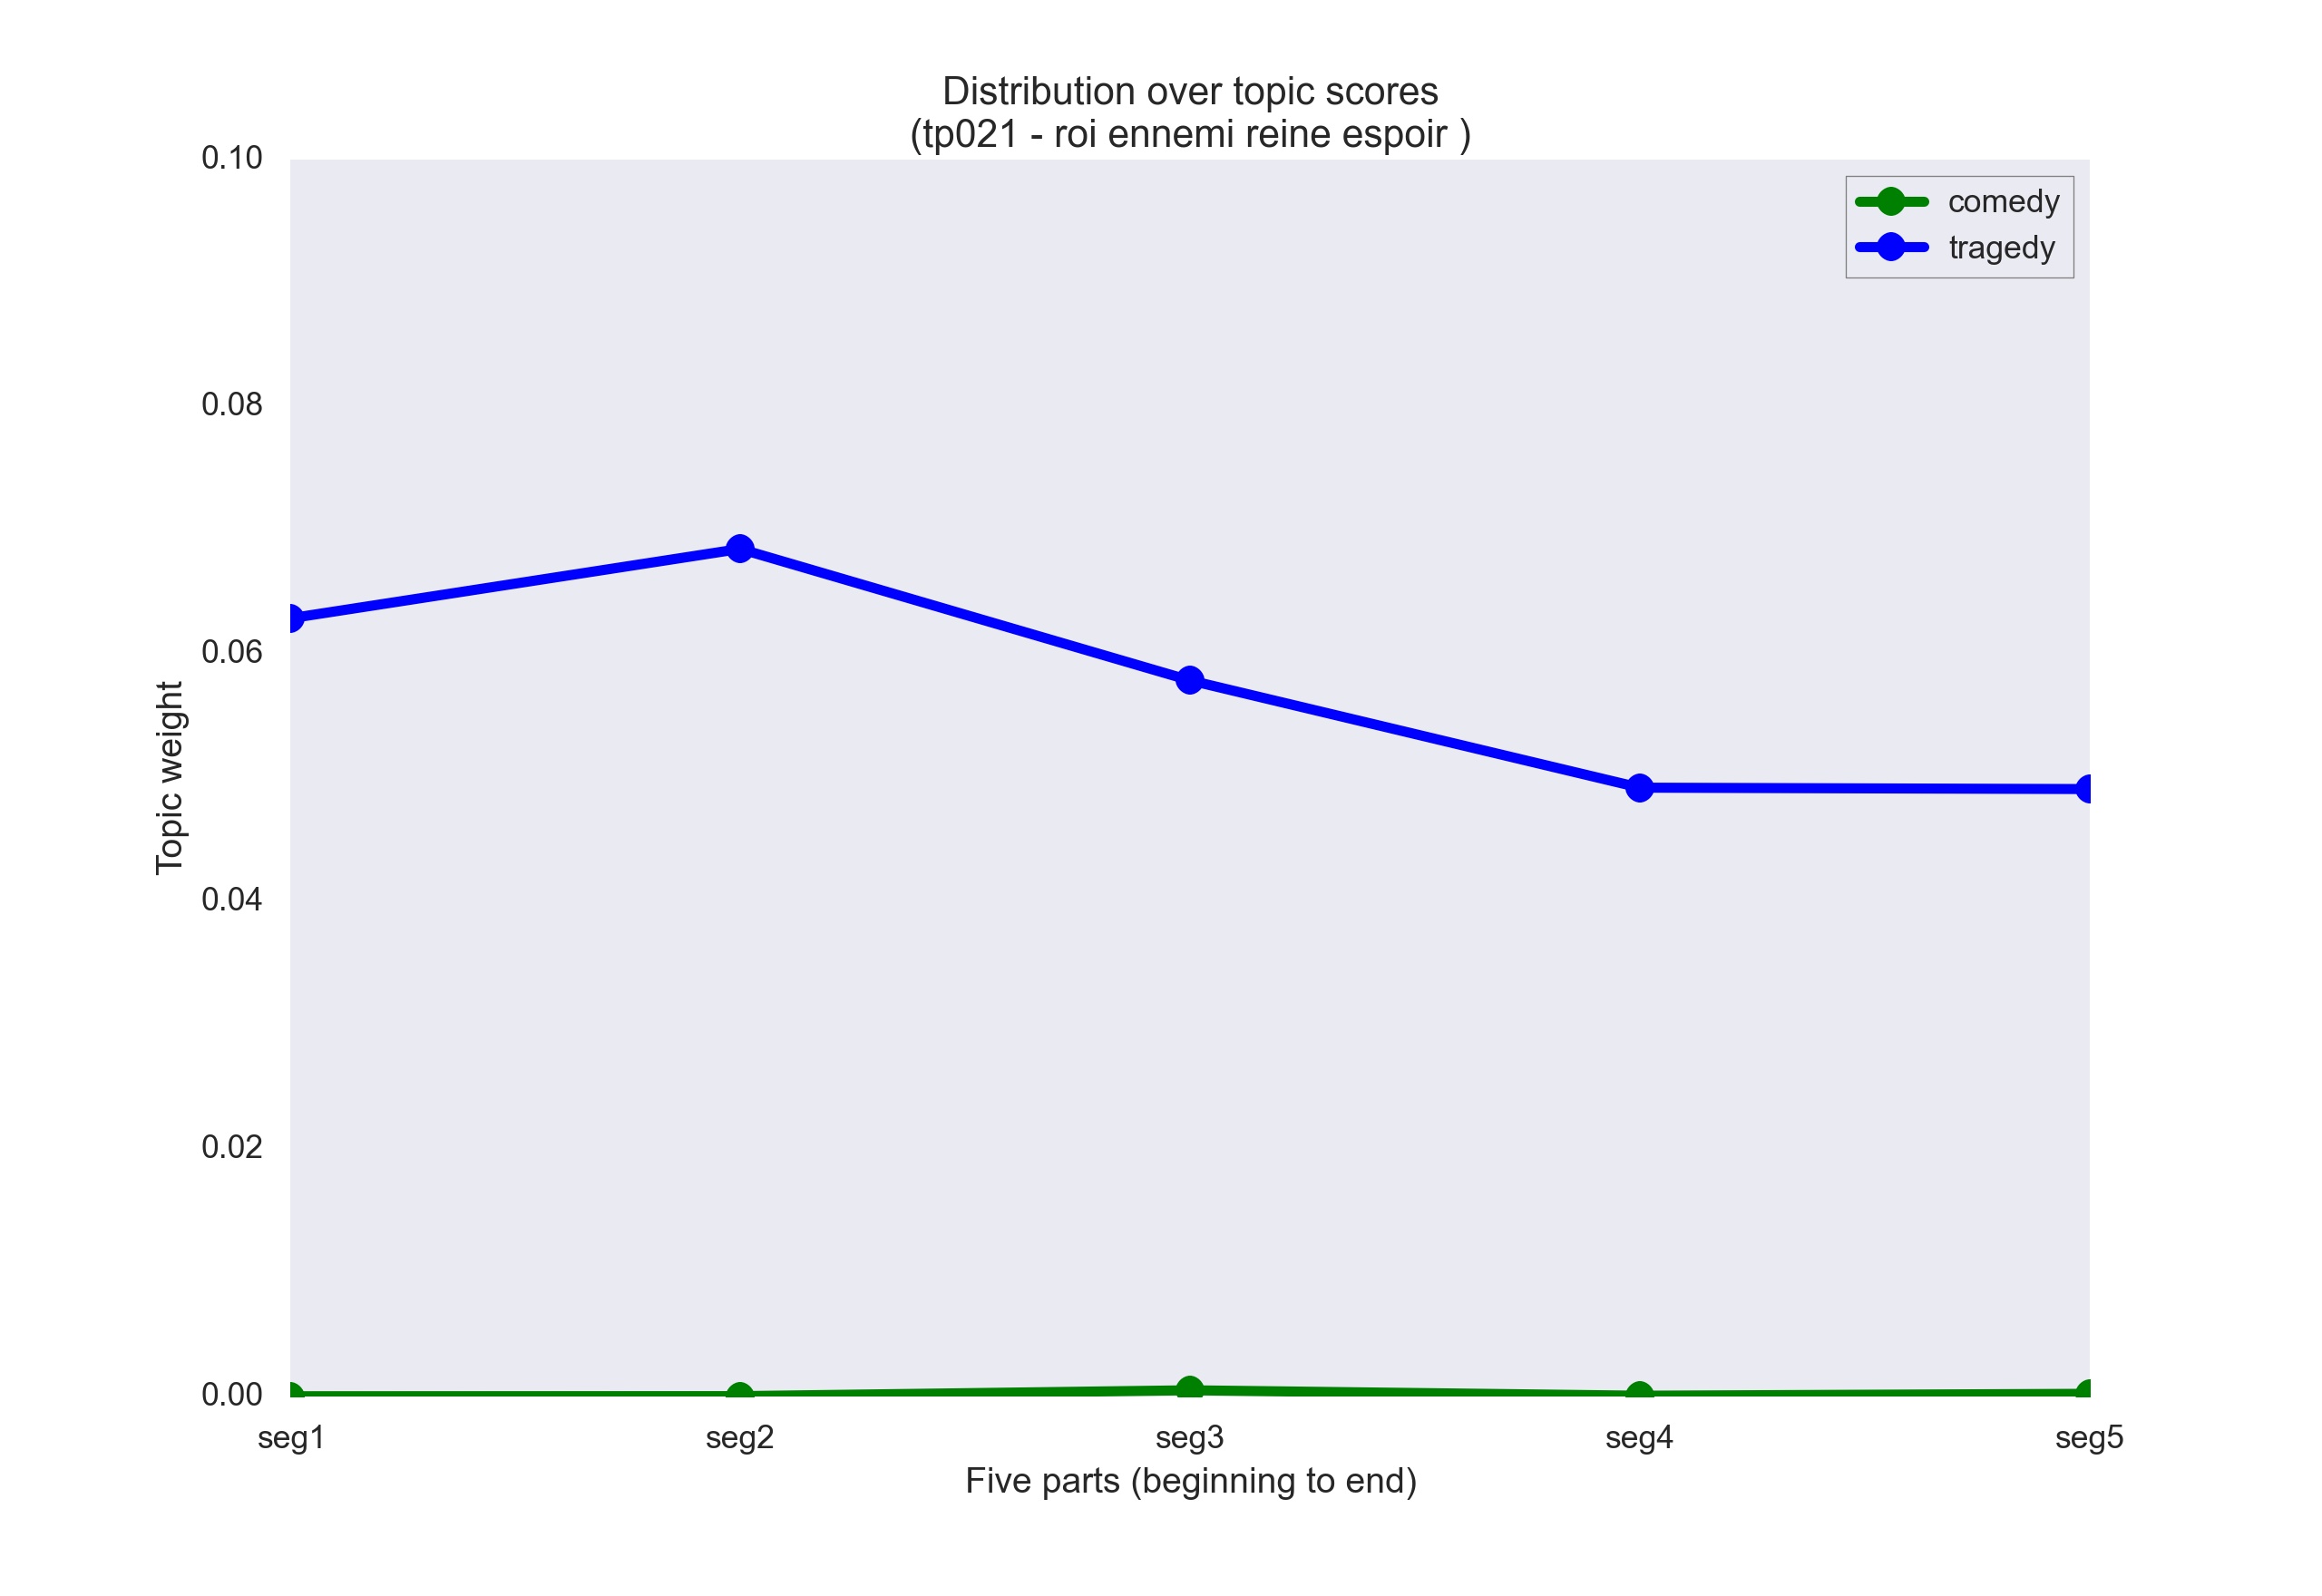 Distribution over topic scores
(tp021 - roi ennemi reine espoir )
0.10
comedy
tragedy
0.08
0.06
Topic weight
0.04
0.02
0.00
seg1 seg2 seg3 seg4 seg5
Five parts (beginning to end)